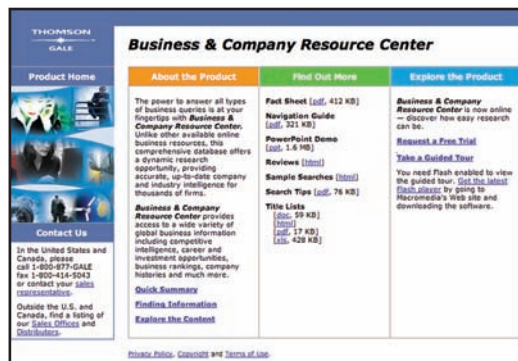 THOMSON
GALE
Business & Company Resource Center
Product Home
Contact Us
In the United States and
Canada, please
call 1-800-877-GALE
fax 1-800-414-5043
or contact your sales
representative.
Outside the U.S. and
Canada, find a listing of
our Sales Offices and
Distributors.
About the Product
The power to answer all types
of business queries is at your
fingertips with Business &
Company Resource Center.
Unlike other available online
business resources, this
comprehensive database offers
a dynamic research
opportunity, providing
accurate, up-to-date company
and industry intelligence for
thousands of firms.
Business & Company
Resource Center provides
access to a wide variety of
global business information
including competitive
intelligence, career and
investment opportunities,
business rankings, company
histories and much more.
Quick Summary
Finding Information
Explore the Content
Find Out More
Fact Sheet [pdf, 412 KB]
Navigation Guide
[pdf, 321 KB]
PowerPoint Demo
[ppt, 1.6 MB]
Reviews [html]
Sample Searches [html]
Search Tips [pdf, 76 KB]
Title Lists
[doc, 59 KB]
[html]
[pdf, 17 KB]
[xls, 428 KB]
Explore the Product
Business & Company
Resource Center is now online
— discover how easy research
can be.
Request a Free Trial
Take a Guided Tour
You need Flash enabled to view
the guided tour. Get the latest
flash player by going to
Macromedia's Web site and
downloading the software.
Privacy Policy, Copyright and Terms of Use.